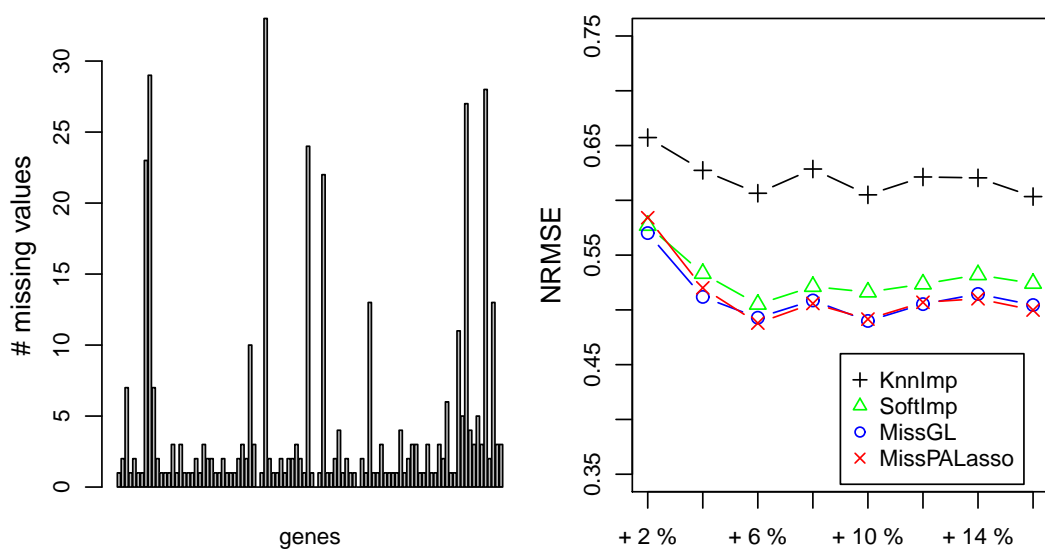 # missing values
0
5
10
15
20
25
30
genes
NRMSE
0.35
0.45
0.55
0.65
0.75
KnnImp
SoftImp
MissGL
MissPALasso
+ 2 %
+ 6 %
+ 10 %
+ 14 %